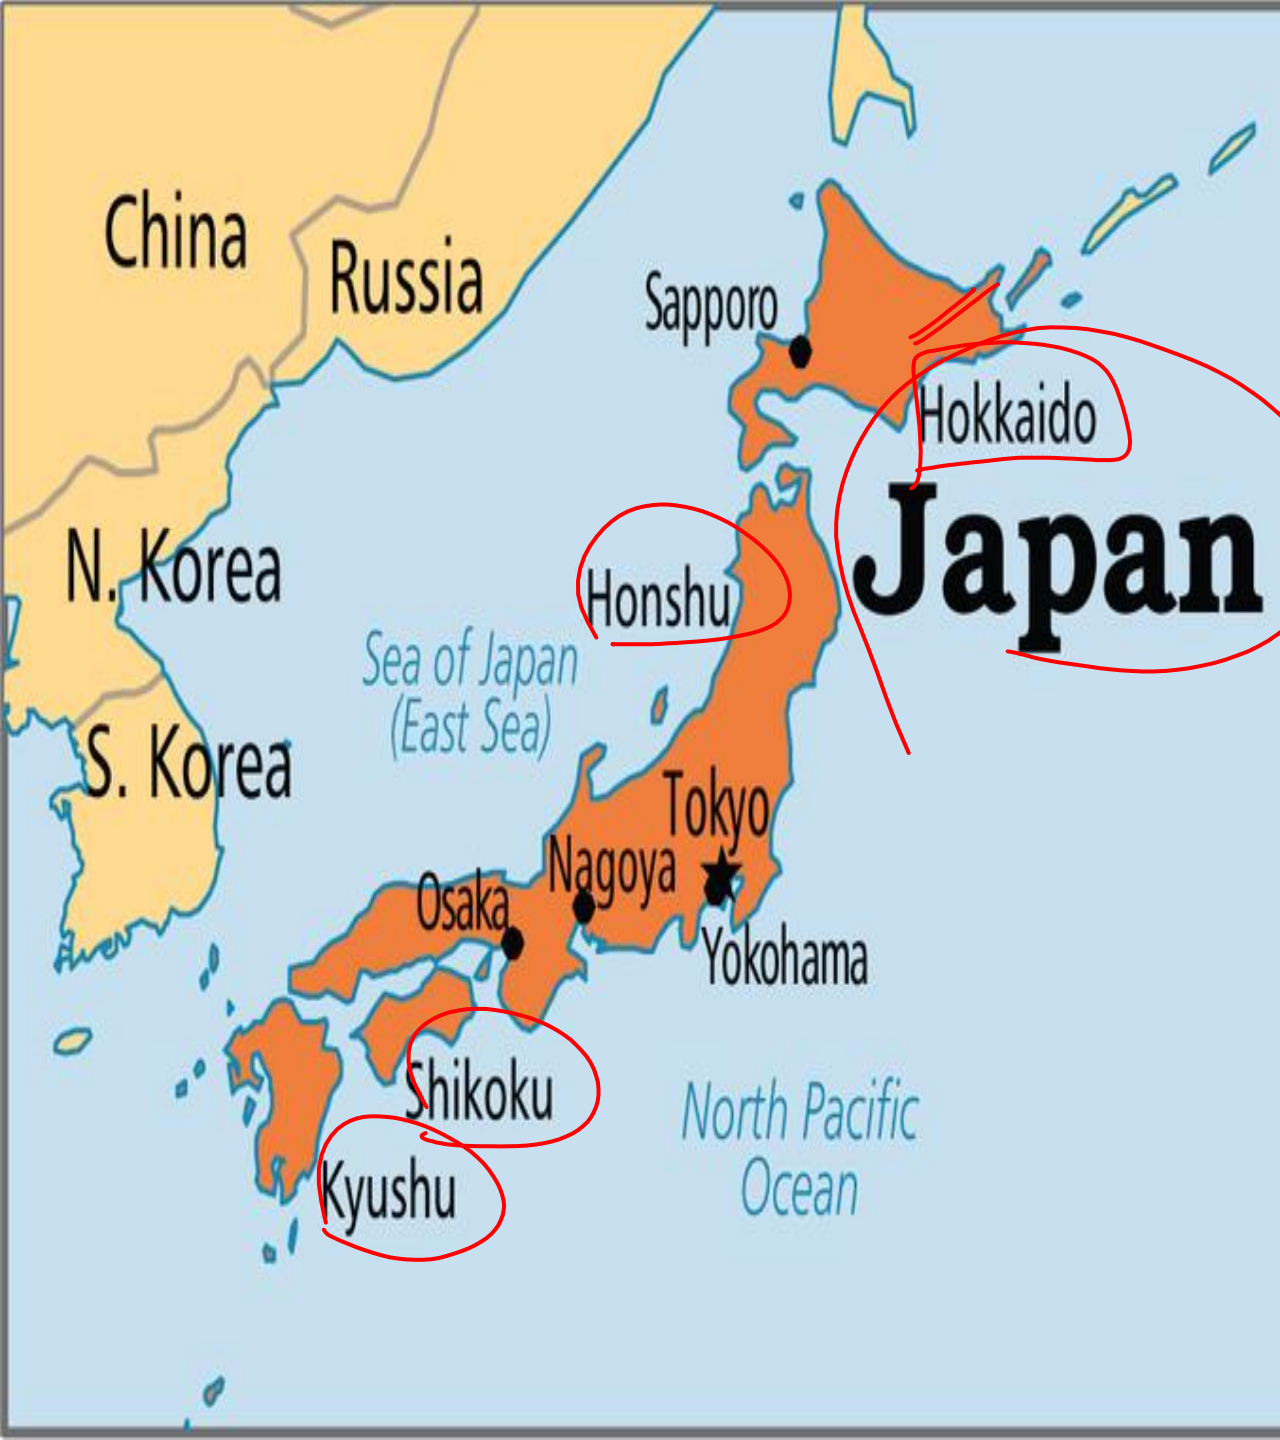 China
Russia
Sapporo
Hokkaido
Japan
N. Korea
Honshu
Sea of Japan
(East Sea)
S. Korea
Tokyo
Nagoya
Osaka
Yokohama
Shikoku
North Pacific
Ocean
Kyushu